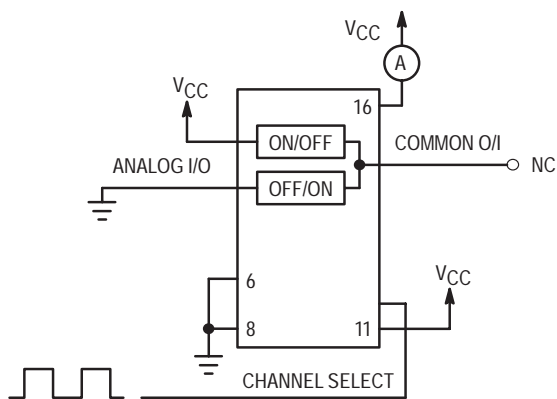 VCC
A
VCC
16
ON/OFF
COMMON O/I
ANALOG I/O
OFF/ON
NC
6
VCC
8
11
CHANNEL SELECT